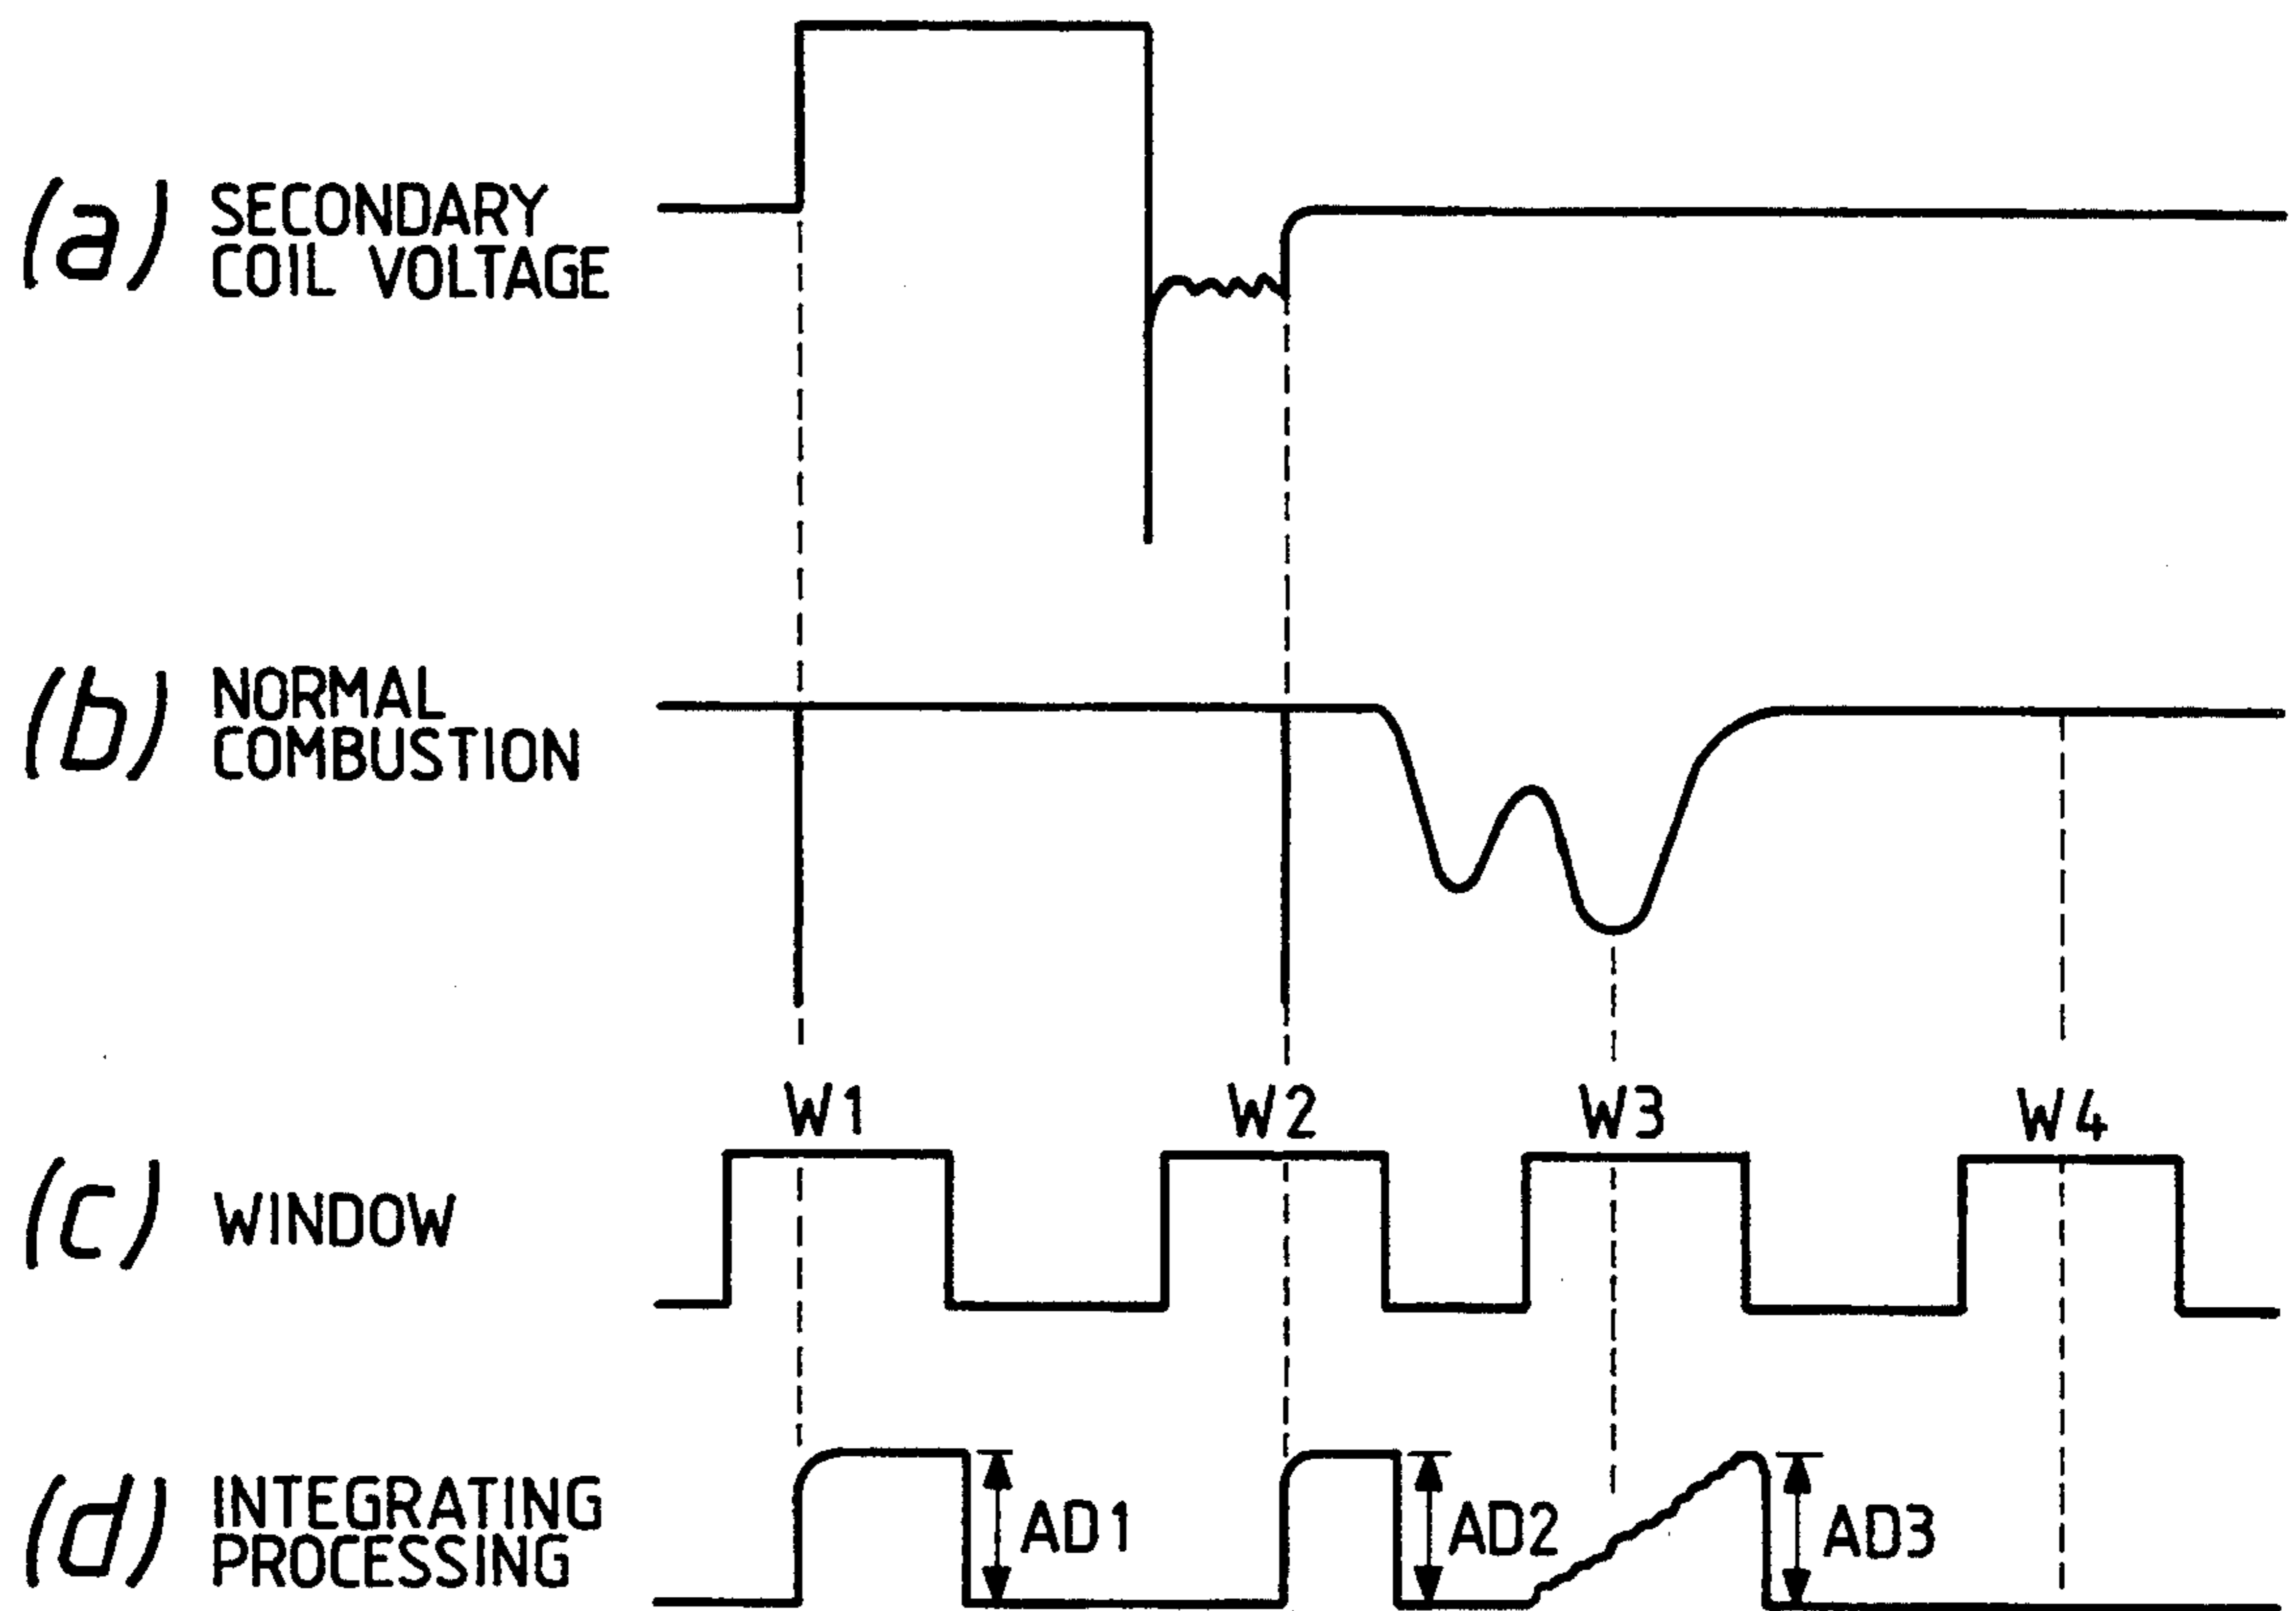 (a) SECONDARY
COIL VOLTAGE
(b) NORMAL
COMBUSTION
W1 W2 W3 W4
(c) WINDOW
(d) INTEGRATING
PROCESSING
AD1 AD2 AD3